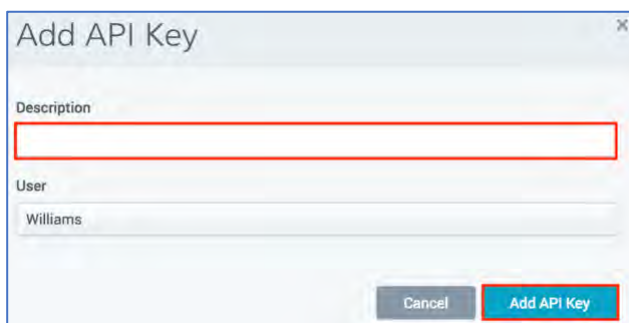 Add API Key
×
Description
User
Williams
Cancel Add API Key